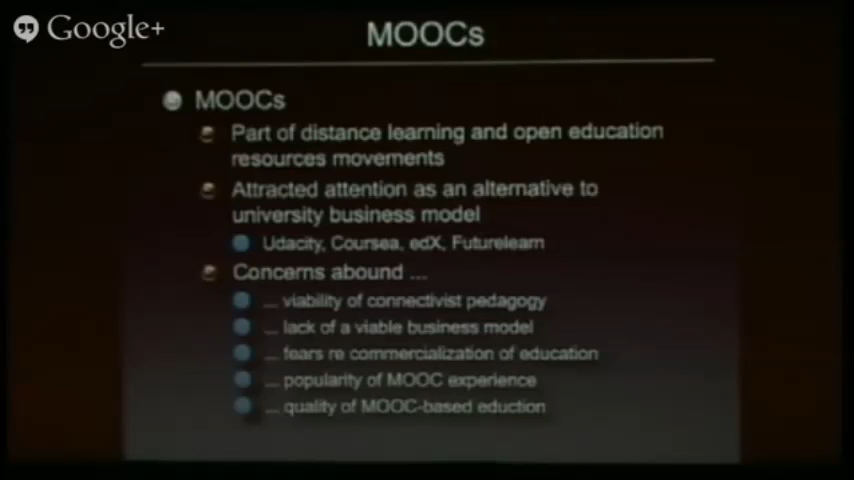 Google+
MOOCs
MOOCs
Part of distance learning and open education
resources movements
Attracted attention as an alternative to
university business model
Udacity, Coursea, edX, Futurelearn
Concerns abound ...
... viability of connectivist pedagogy
... lack of a viable business model
... fears re commercialization of education
... popularity of MOOC experience
... quality of MOOC-based eduction